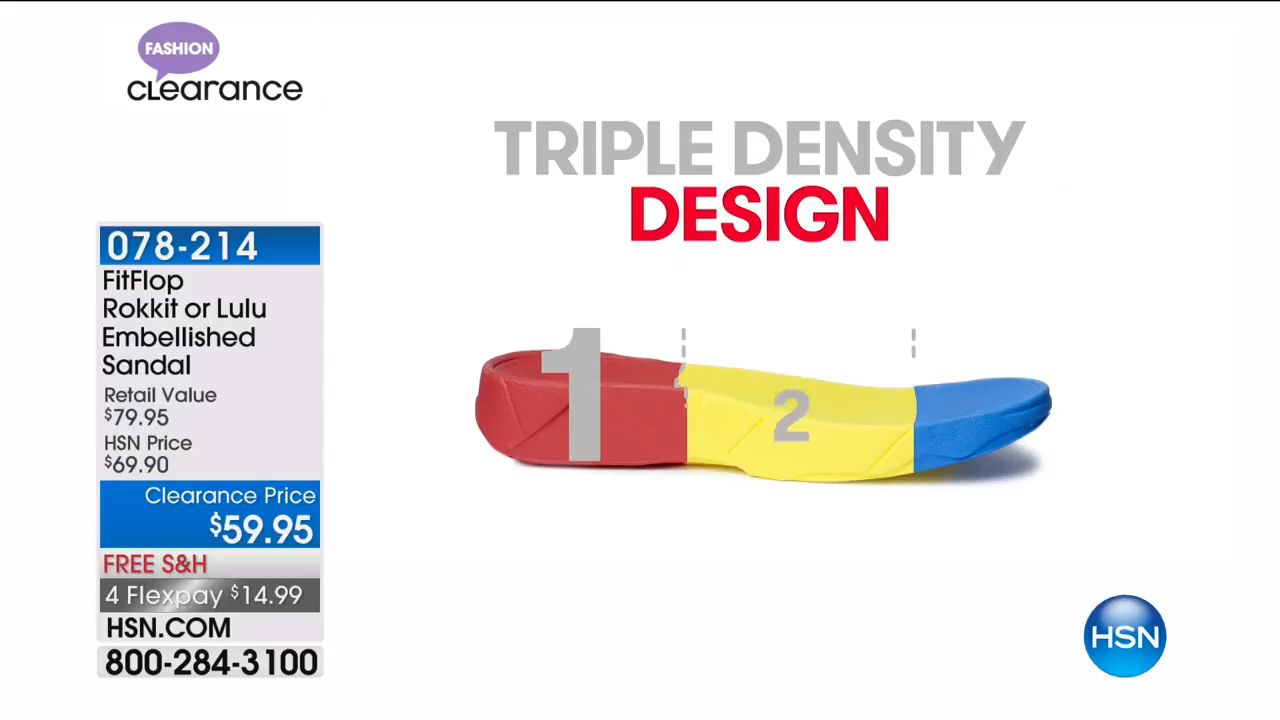 FASHION
CLearance
TRIPLE DENSITY
DESIGN
1
2
078-214
FitFlop
Rokkit or Lulu
Embellished
Sandal
Retail Value
$79.95
HSN Price
$69.90
Clearance Price
$59.95
FREE S&H
4 Flexpay $14.99
HSN.COM
800-284-3100
HSN